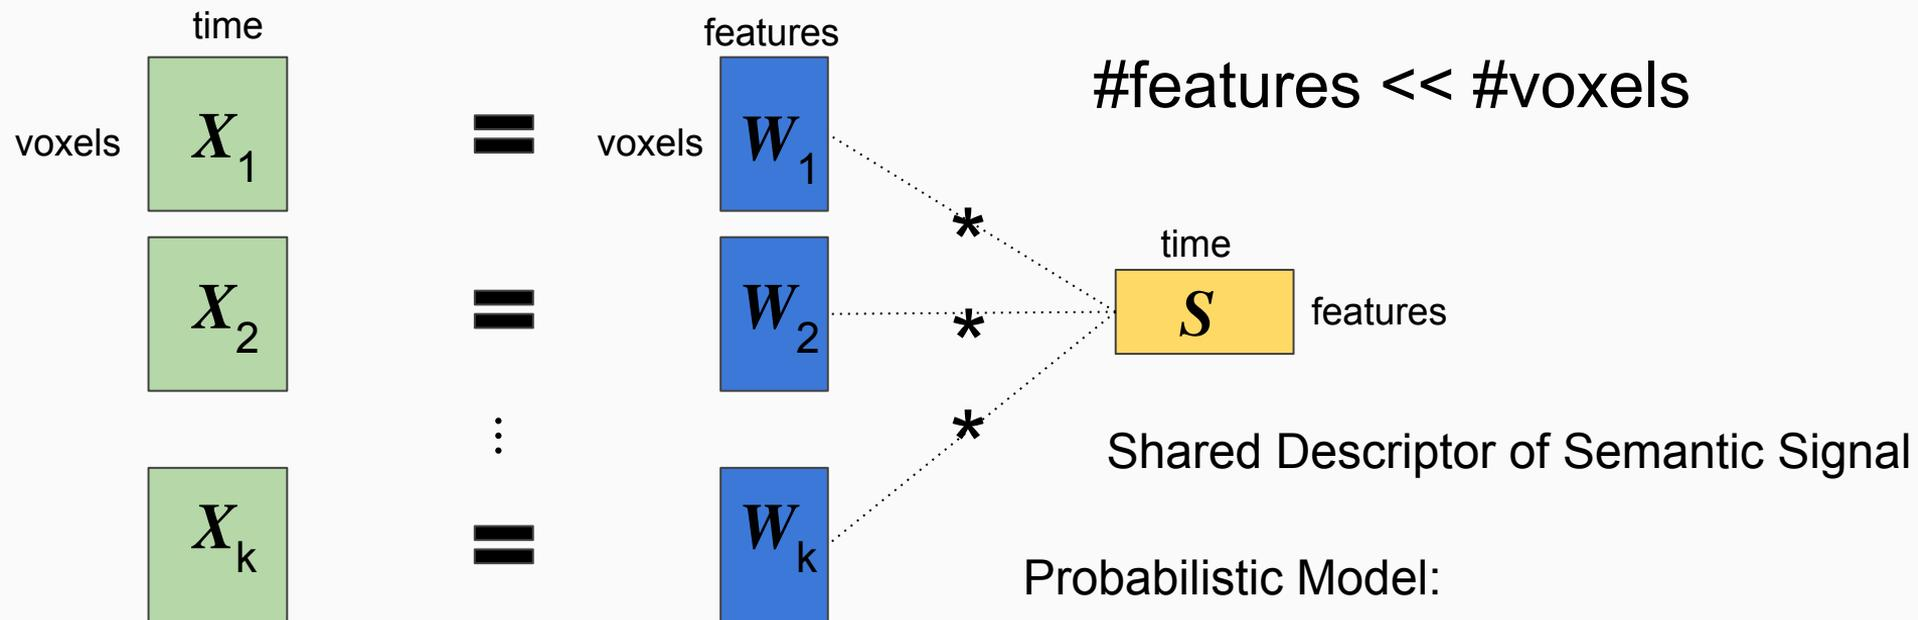 time
features
#features << #voxels
voxels
X1
=
voxels
W1
*
time
X2
=
W2
*
S
features
⋮
*
Shared Descriptor of Semantic Signal
Xk
=
Wk
Probabilistic Model: